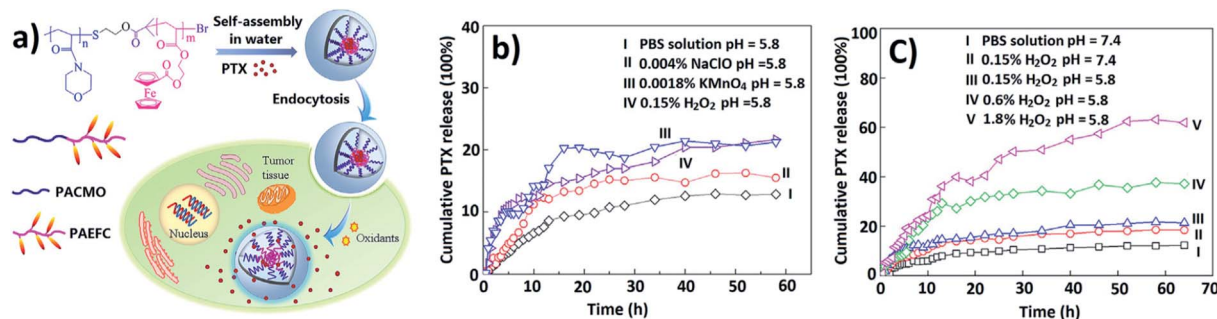 a)
n
S
O
O
m
Br
O
N
O
O
O
O
O
Fe
Self-assembly
in water
PTX
Endocytosis
Tumor
tissue
PACMO
Nucleus
Oxidants
PAEFC
b)
Cumulative PTX release (100%)
40
30
20
10
0
I PBS solution pH = 5.8
II 0.004% NaClO pH =5.8
III 0.0018% KMnO₄ pH = 5.8
IV 0.15% H₂O₂ pH =5.8
III
IV
II
I
0 10 20 30 40 50 60
Time (h)
C)
Cumulative PTX release (100%)
100
80
60
40
20
0
I PBS solution pH = 7.4
II 0.15% H₂O₂ pH = 7.4
III 0.15% H₂O₂ pH = 5.8
IV 0.6% H₂O₂ pH = 5.8
V 1.8% H₂O₂ pH = 5.8
V
IV
III
II
I
0 10 20 30 40 50 60 70
Time (h)